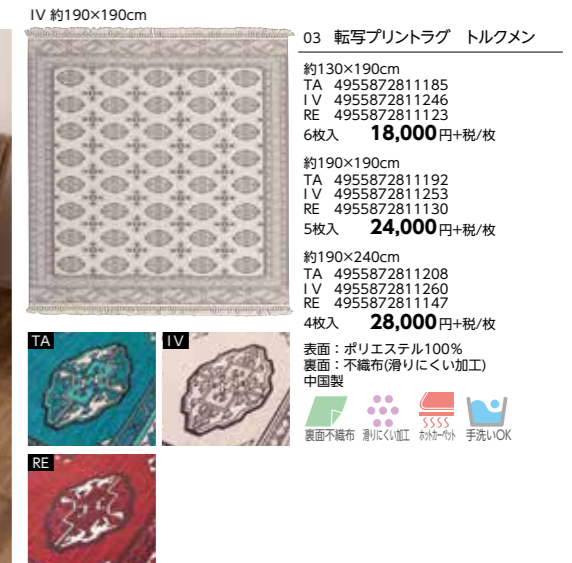 IV 約190×190cm
03 転写プリントラグ トルクメン
約130×190cm
TA 4955872811185
I V 4955872811246
RE 4955872811123
6枚入 18,000円+税/枚
約190×190cm
TA 4955872811192
I V 4955872811253
RE 4955872811130
5枚入 24,000円+税/枚
約190×240cm
TA 4955872811208
I V 4955872811260
RE 4955872811147
4枚入 28,000円+税/枚
表面：ポリエステル100%
裏面：不織布(滑りにくい加工)
中国製
裏面不織布 滑りにくい加工 ホットカーペット 手洗いOK
TA
I V
RE